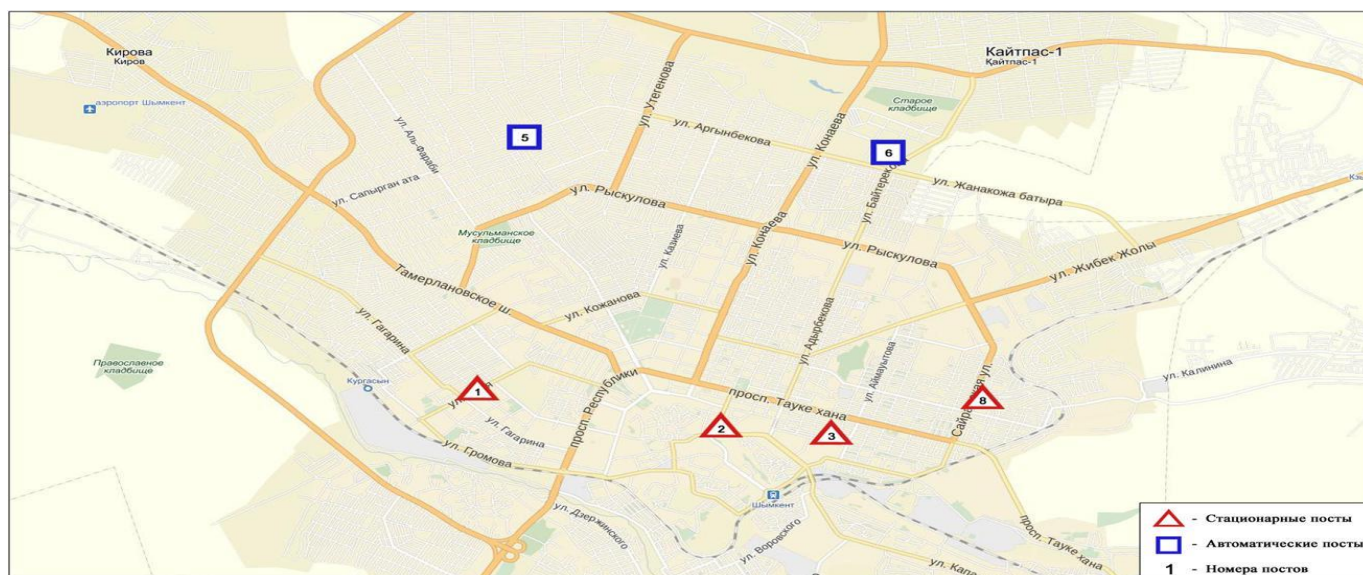 Кирова
Киров
Кайтпас-1
Қайтпас-1
аэропорт Шымкент
ул. Утегенова
Старое
кладбище
ул. Аль-Фараби
5
ул. Аргынбекова
ул. Конаева
6
ул. Байтерекова
ул. Жанакожа батыра
ул. Сапырган ата
ул. Рыскулова
Мусульманское
кладбище
ул. Казиева
ул. Конаева
ул. Рыскулова
ул. Жибек Жолы
Тамерлановское ш.
ул. Кожанова
ул. Гагарина
ул. Адырбекова
ул. Аймауытова
Православное
кладбище
Кургасын
1
просп. Республики
просп. Тауке хана
8
ул. Калинина
2
3
ул. Гагарина
ул. Громова
Шымкент
ул. Дзержинского
ул. Воровского
просп. Тауке хана
- Стационарные посты
- Автоматические посты
1 - Номера постов